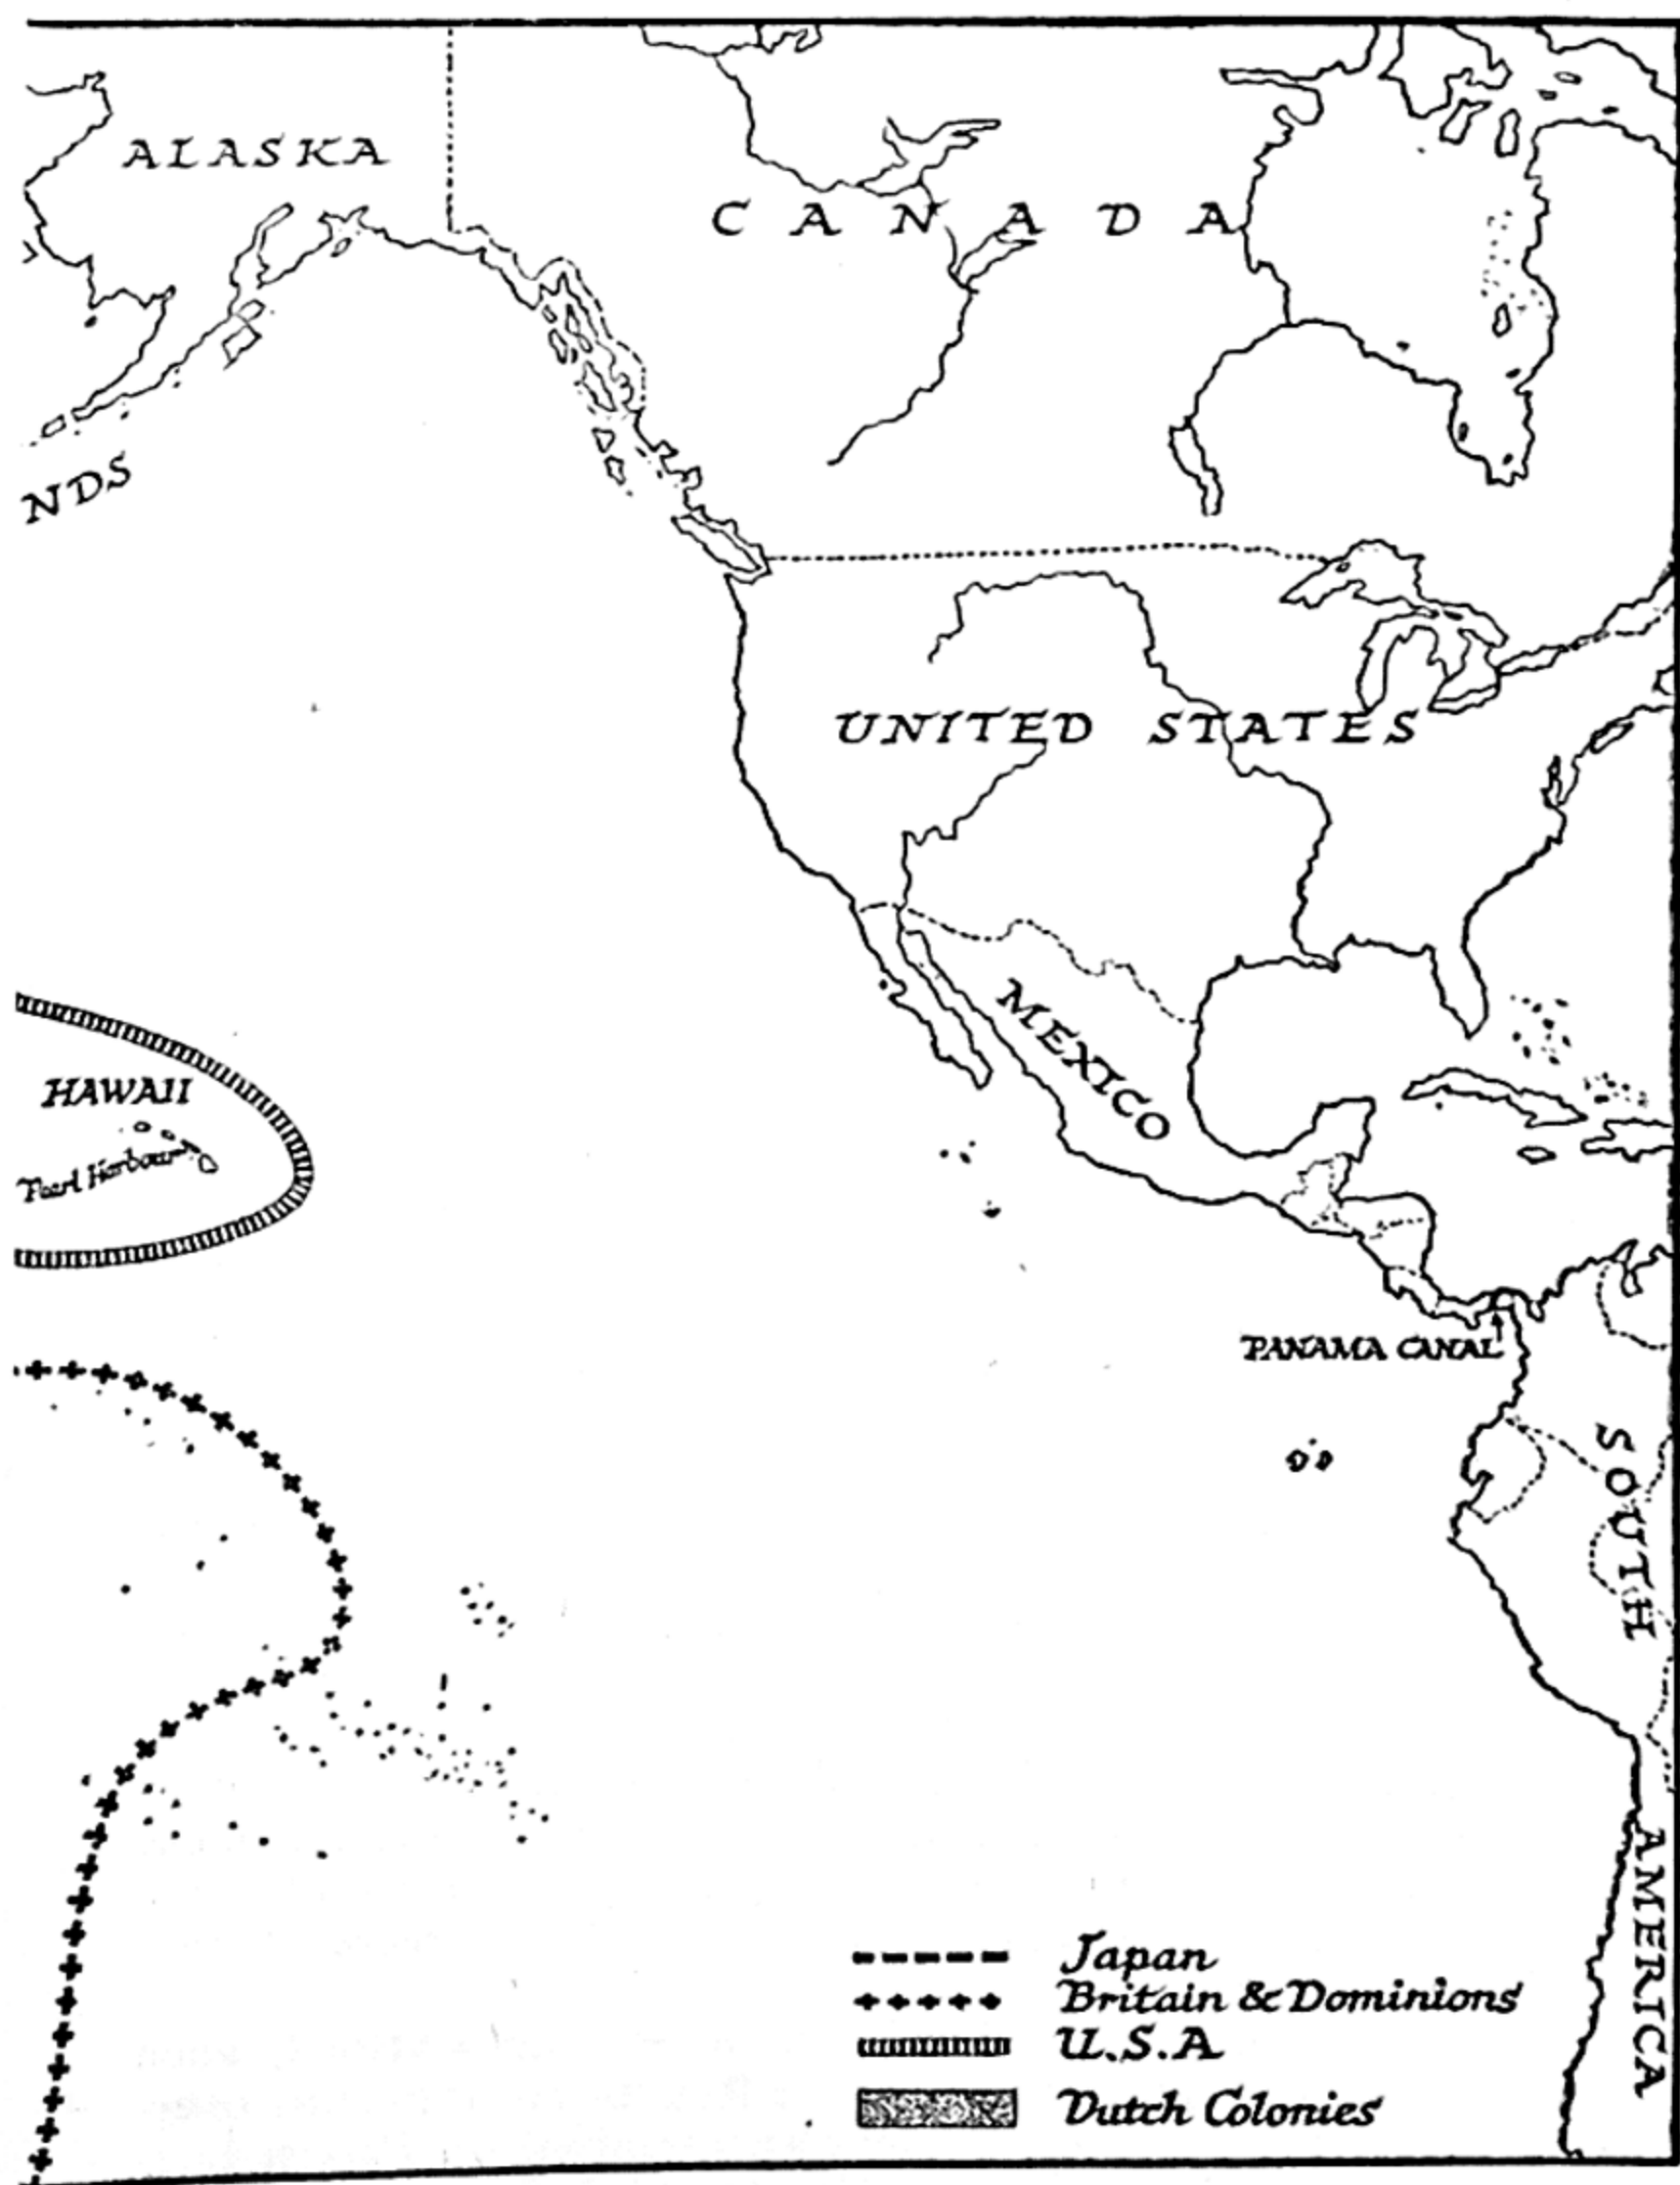 ALASKA
CANADA
NDS
UNITED STATES
MEXICO
HAWAII
Pearl Harbour
PANAMA CANAL
SOUTH AMERICA
Japan
Britain & Dominions
U.S.A
Dutch Colonies